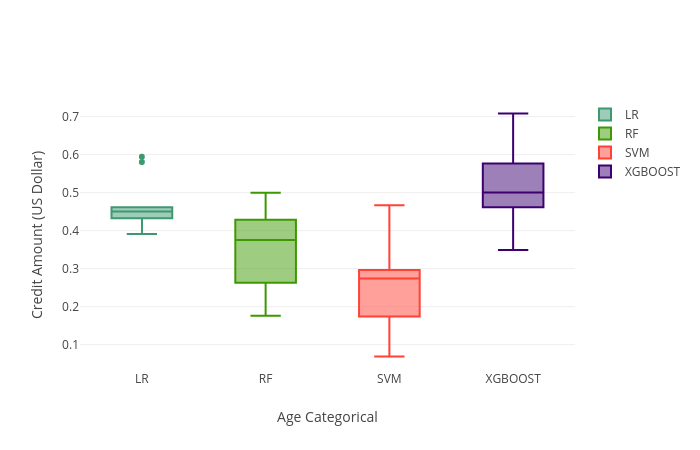 0.7
0.6
0.5
0.4
0.3
0.2
0.1
Credit Amount (US Dollar)
LR RF SVM XGBOOST
Age Categorical
LR
RF
SVM
XGBOOST